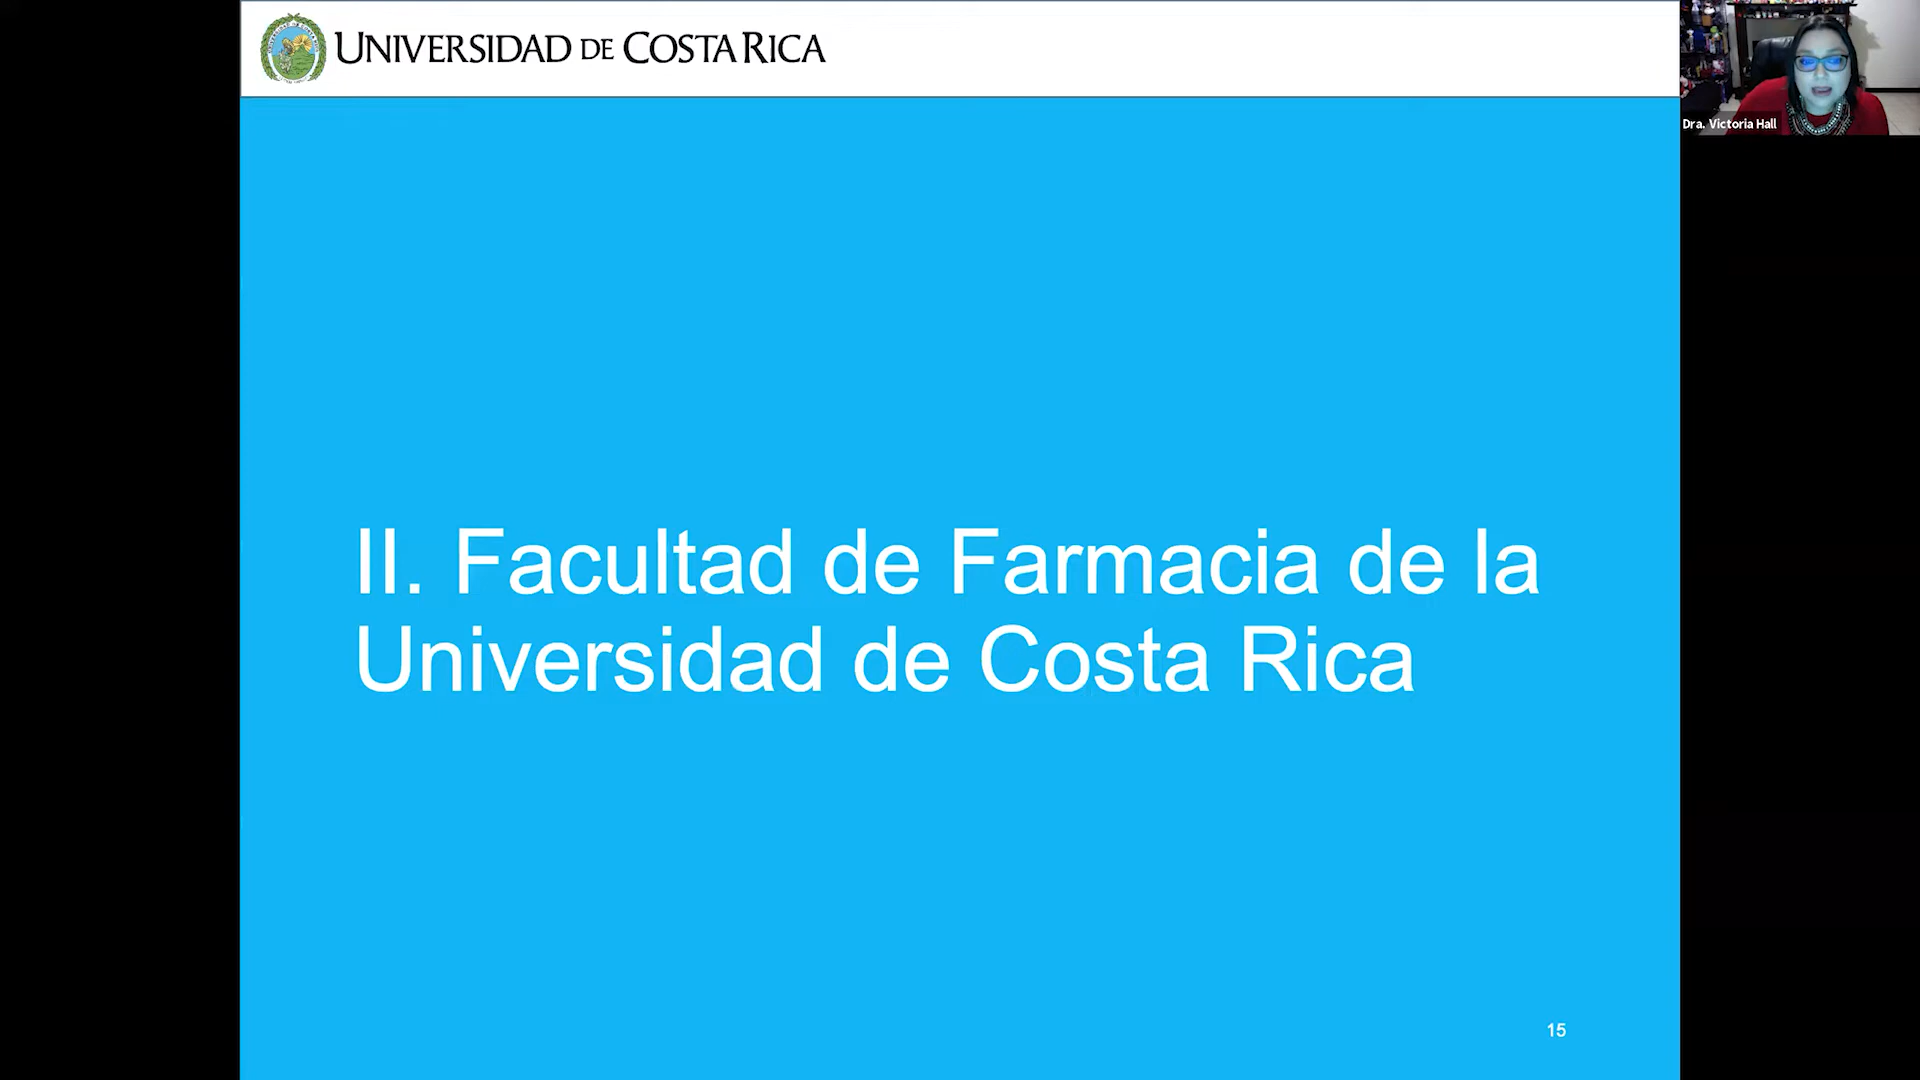 UNIVERSIDAD DE COSTA RICA
Dra. Victoria Hall
II. Facultad de Farmacia de la
Universidad de Costa Rica
15